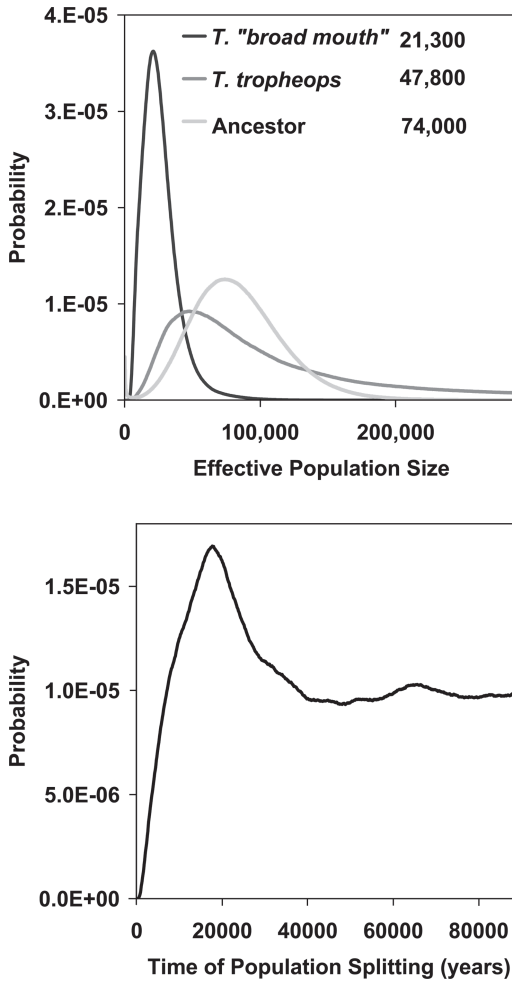 4.E-05
T. "broad mouth" 21,300
T. tropheops 47,800
3.E-05
Ancestor 74,000
Probability
2.E-05
1.E-05
0.E+00
0 100,000 200,000
Effective Population Size
1.5E-05
Probability
1.0E-05
5.0E-06
0.0E+00
0 20000 40000 60000 80000
Time of Population Splitting (years)